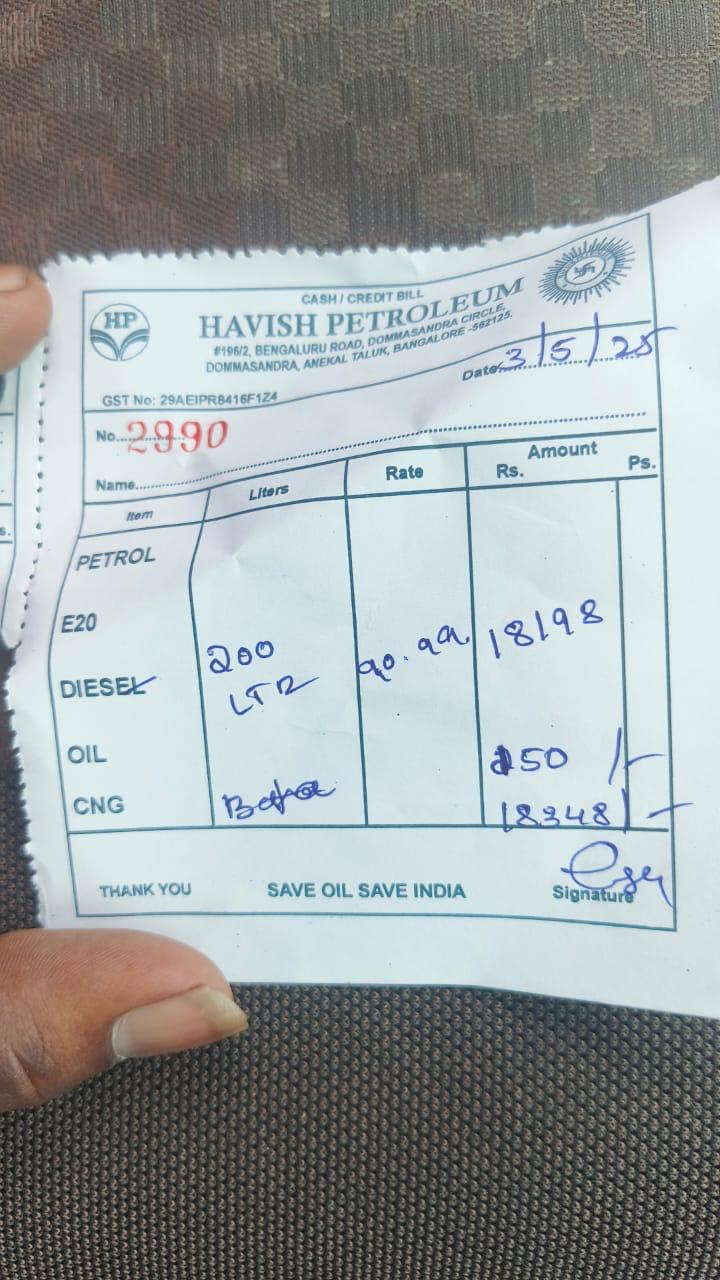 CASH / CREDIT BILL
HP
HAVISH PETROLEUM
#196/2, BENGALURU ROAD, DOMMASANDRA CIRCLE,
DOMMASANDRA, ANEKAL TALUK, BANGALORE -562125.
Date: 3/5/25
GST No: 29AEIPR8416F1Z4
No. 2990
Name
Item Liters Rate Amount Rs. Ps.
PETROL
E20
DIESEL 200 LTR 90.99 18198
OIL 150/-
CNG 18348/-
THANK YOU SAVE OIL SAVE INDIA Signature